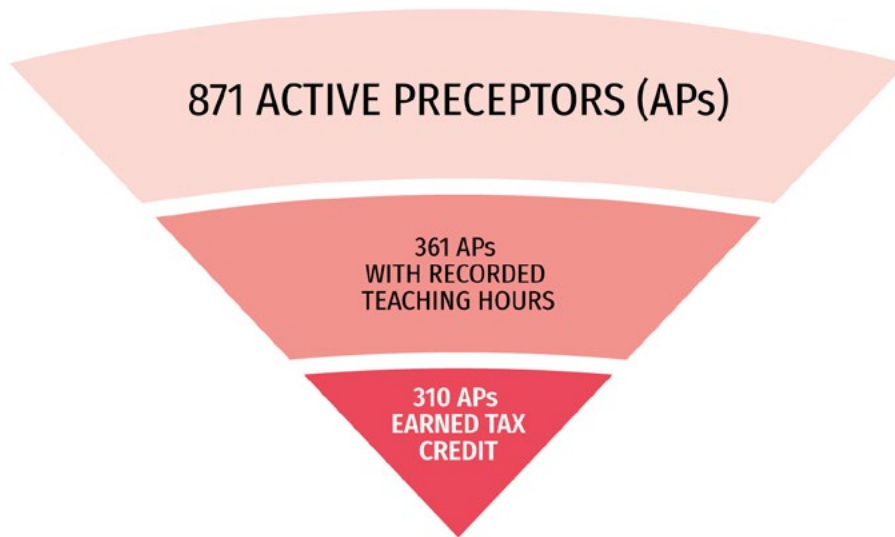 871 ACTIVE PRECEPTORS (APs)
361 APs
WITH RECORDED
TEACHING HOURS
310 APs
EARNED TAX
CREDIT